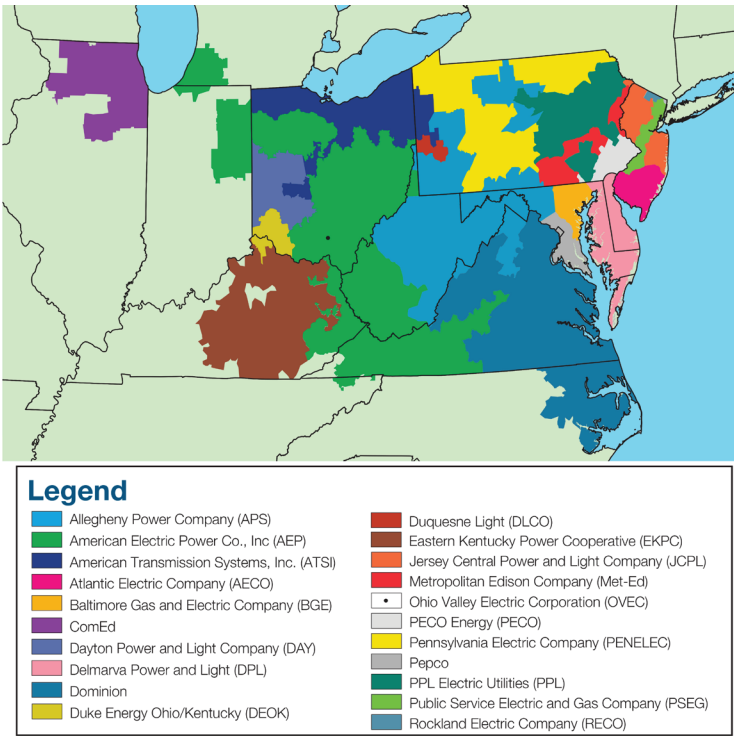 Legend
Allegheny Power Company (APS)
American Electric Power Co., Inc (AEP)
American Transmission Systems, Inc. (ATSI)
Atlantic Electric Company (AECO)
Baltimore Gas and Electric Company (BGE)
ComEd
Dayton Power and Light Company (DAY)
Delmarva Power and Light (DPL)
Dominion
Duke Energy Ohio/Kentucky (DEOK)
Duquesne Light (DLCO)
Eastern Kentucky Power Cooperative (EKPC)
Jersey Central Power and Light Company (JCPL)
Metropolitan Edison Company (Met-Ed)
Ohio Valley Electric Corporation (OVEC)
PECO Energy (PECO)
Pennsylvania Electric Company (PENELEC)
Pepco
PPL Electric Utilities (PPL)
Public Service Electric and Gas Company (PSEG)
Rockland Electric Company (RECO)